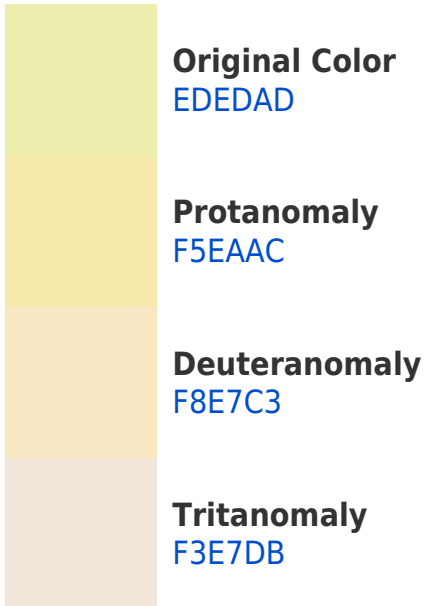 Original Color
EDEDAD
Protanomaly
F5EAAC
Deuteranomaly
F8E7C3
Tritanomaly
F3E7DB